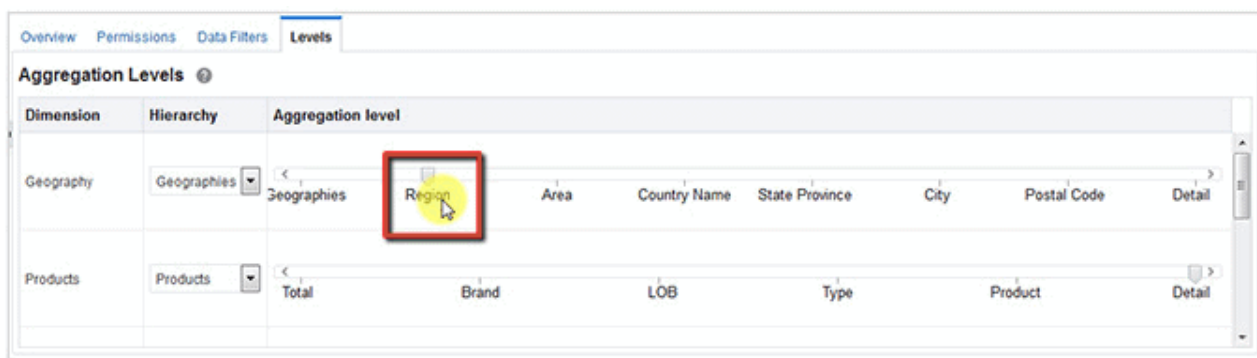 Overview Permissions Data Filters Levels
Aggregation Levels ?
Dimension Hierarchy Aggregation level
Geography Geographies
Geographies Region Area Country Name State Province City Postal Code Detail
Products Products
Total Brand LOB Type Product Detail